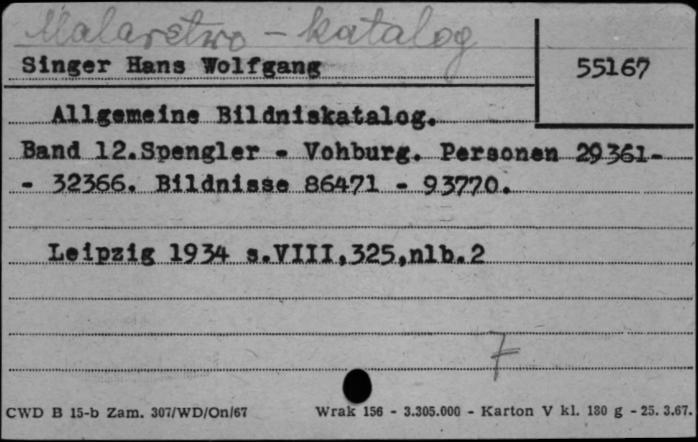 Malarstwo - katalog
Singer Hans Wolfgang
55167
Allgemeine Bildniskatalog.
Band 12.Spengler - Vohburg. Personen 29361-
- 32366. Bildnisse 86471 - 93770.
Leipzig 1934 s.VIII,325,nlb.2
7
CWD B 15-b Zam. 307/WD/On/67 Wrak 156 - 3.305.000 - Karton V kl. 180 g - 25. 3.67.